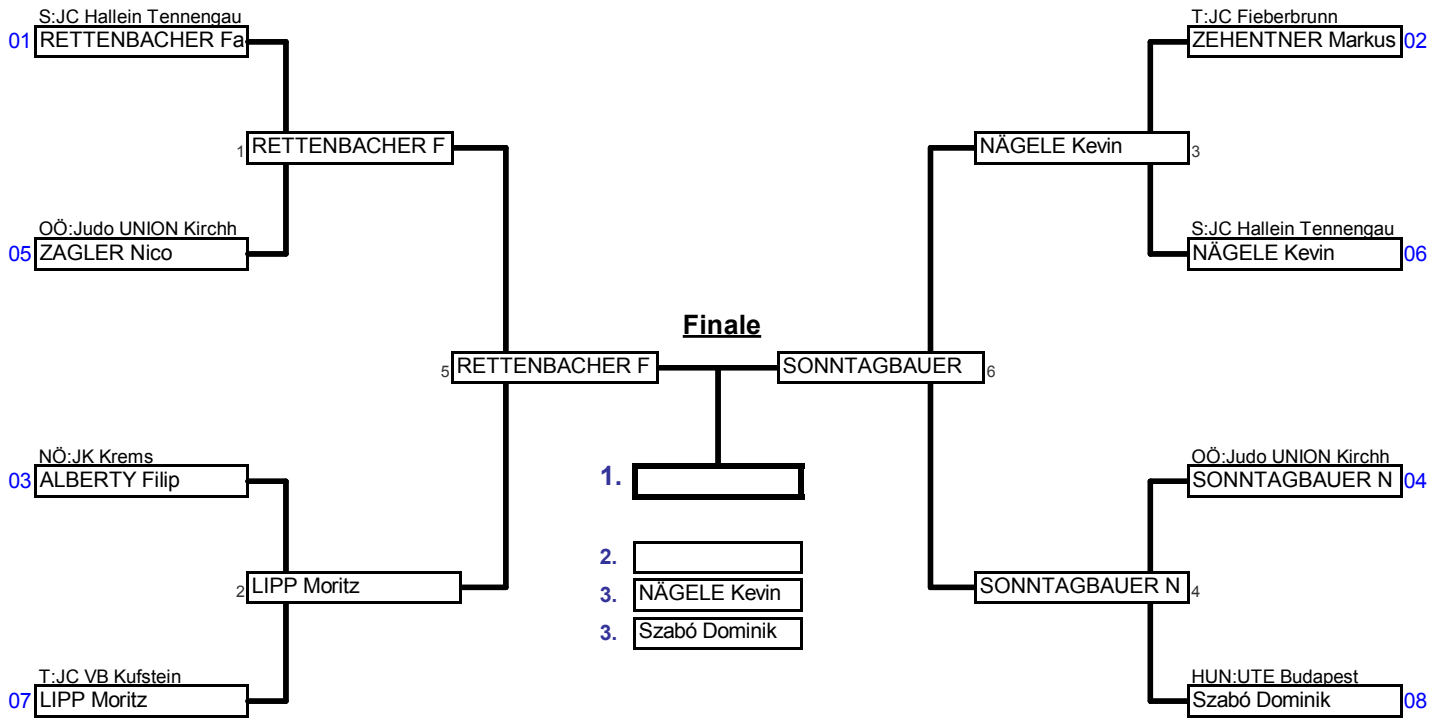 S:JC Hallein Tennengau
01 RETTENBACHER Fa
1 RETTENBACHER F
OÖ:Judo UNION Kirchh
05 ZAGLER Nico
5 RETTENBACHER F
NÖ:JK Krems
03 ALBERTY Filip
2 LIPP Moritz
T:JC VB Kufstein
07 LIPP Moritz
Finale
1.
2.
3. NÄGELE Kevin
3. Szabó Dominik
T:JC Fieberbrunn
ZEHENTNER Markus 02
NÄGELE Kevin 3
S:JC Hallein Tennengau
NÄGELE Kevin 06
SONNTAGBAUER 6
OÖ:Judo UNION Kirchh
SONNTAGBAUER N 04
SONNTAGBAUER N 4
HUN:UTE Budapest
Szabó Dominik 08